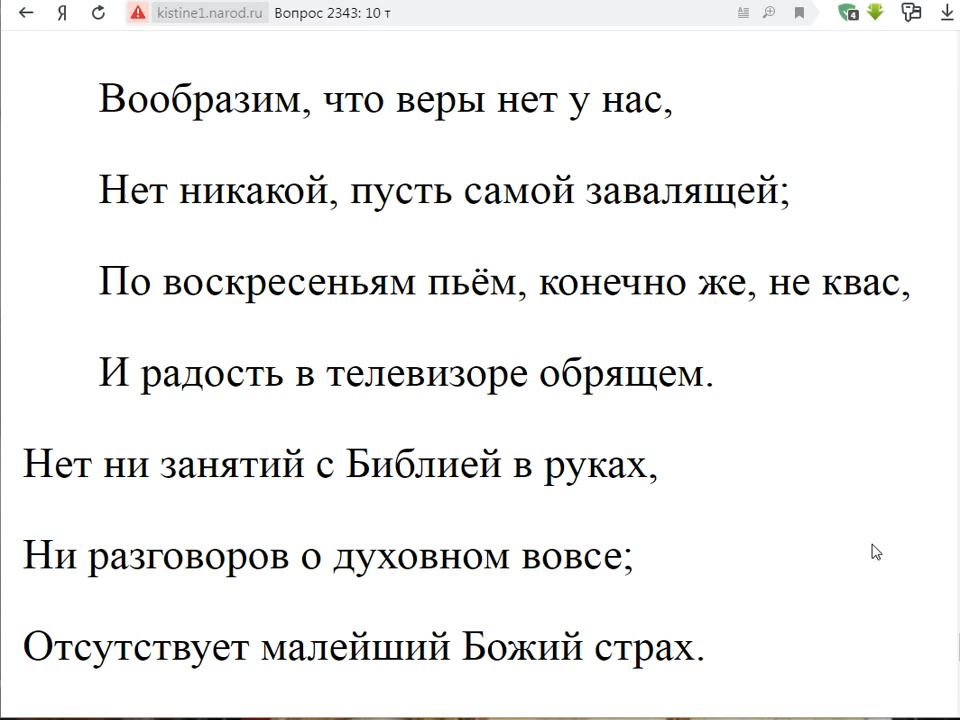 Я kistine1.narod.ru Вопрос 2343: 10 т 4
Вообразим, что веры нет у нас,
Нет никакой, пусть самой завалящей;
По воскресеньям пьём, конечно же, не квас,
И радость в телевизоре обрящем.
Нет ни занятий с Библией в руках,
Ни разговоров о духовном вовсе;
Отсутствует малейший Божий страх.